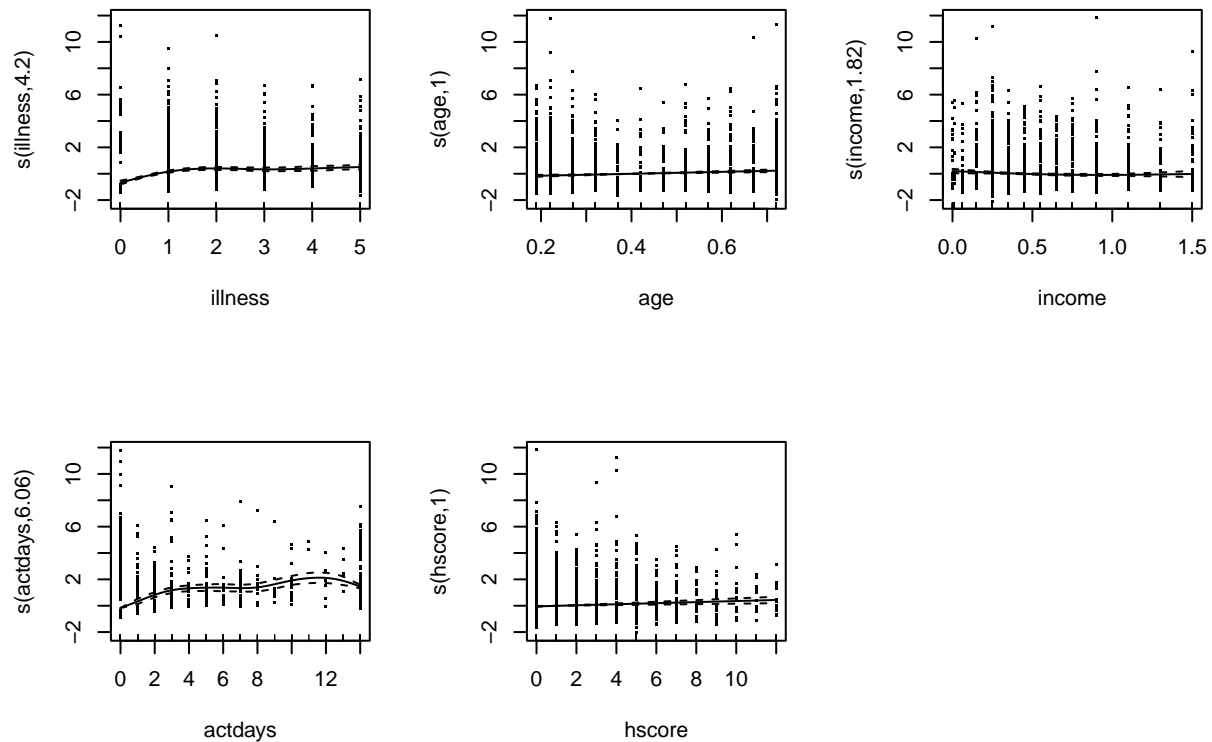 s(illness,4.2)
10
6
2
−2
0 1 2 3 4 5
illness
s(age,1)
10
6
2
−2
0.2 0.4 0.6
age
s(income,1.82)
10
6
2
−2
0.0 0.5 1.0 1.5
income
s(actdays,6.06)
10
6
2
−2
0 2 4 6 8 12
actdays
s(hscore,1)
10
6
2
−2
0 2 4 6 8 10
hscore